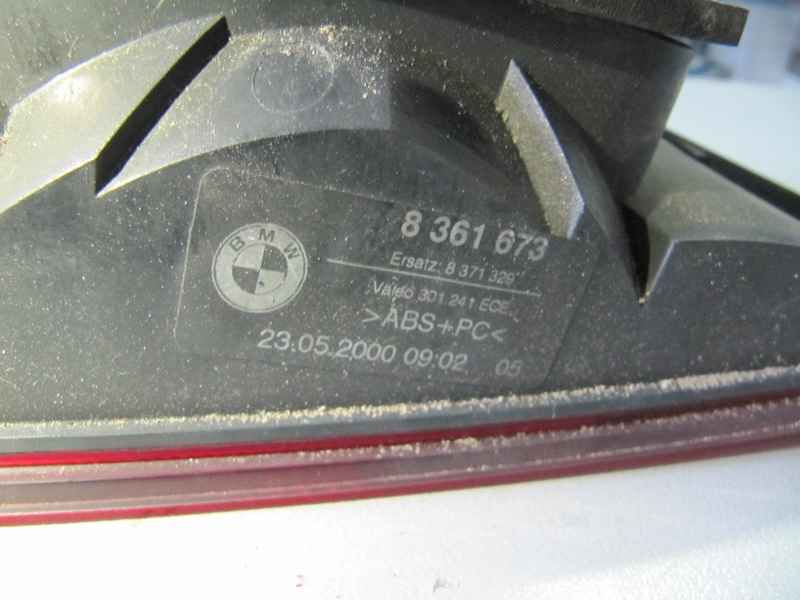 BMW
8 361 673
Ersatz: 8 371 329
Valeo 301 241 ECE
>ABS+PC<
23.05.2000 09:02 05